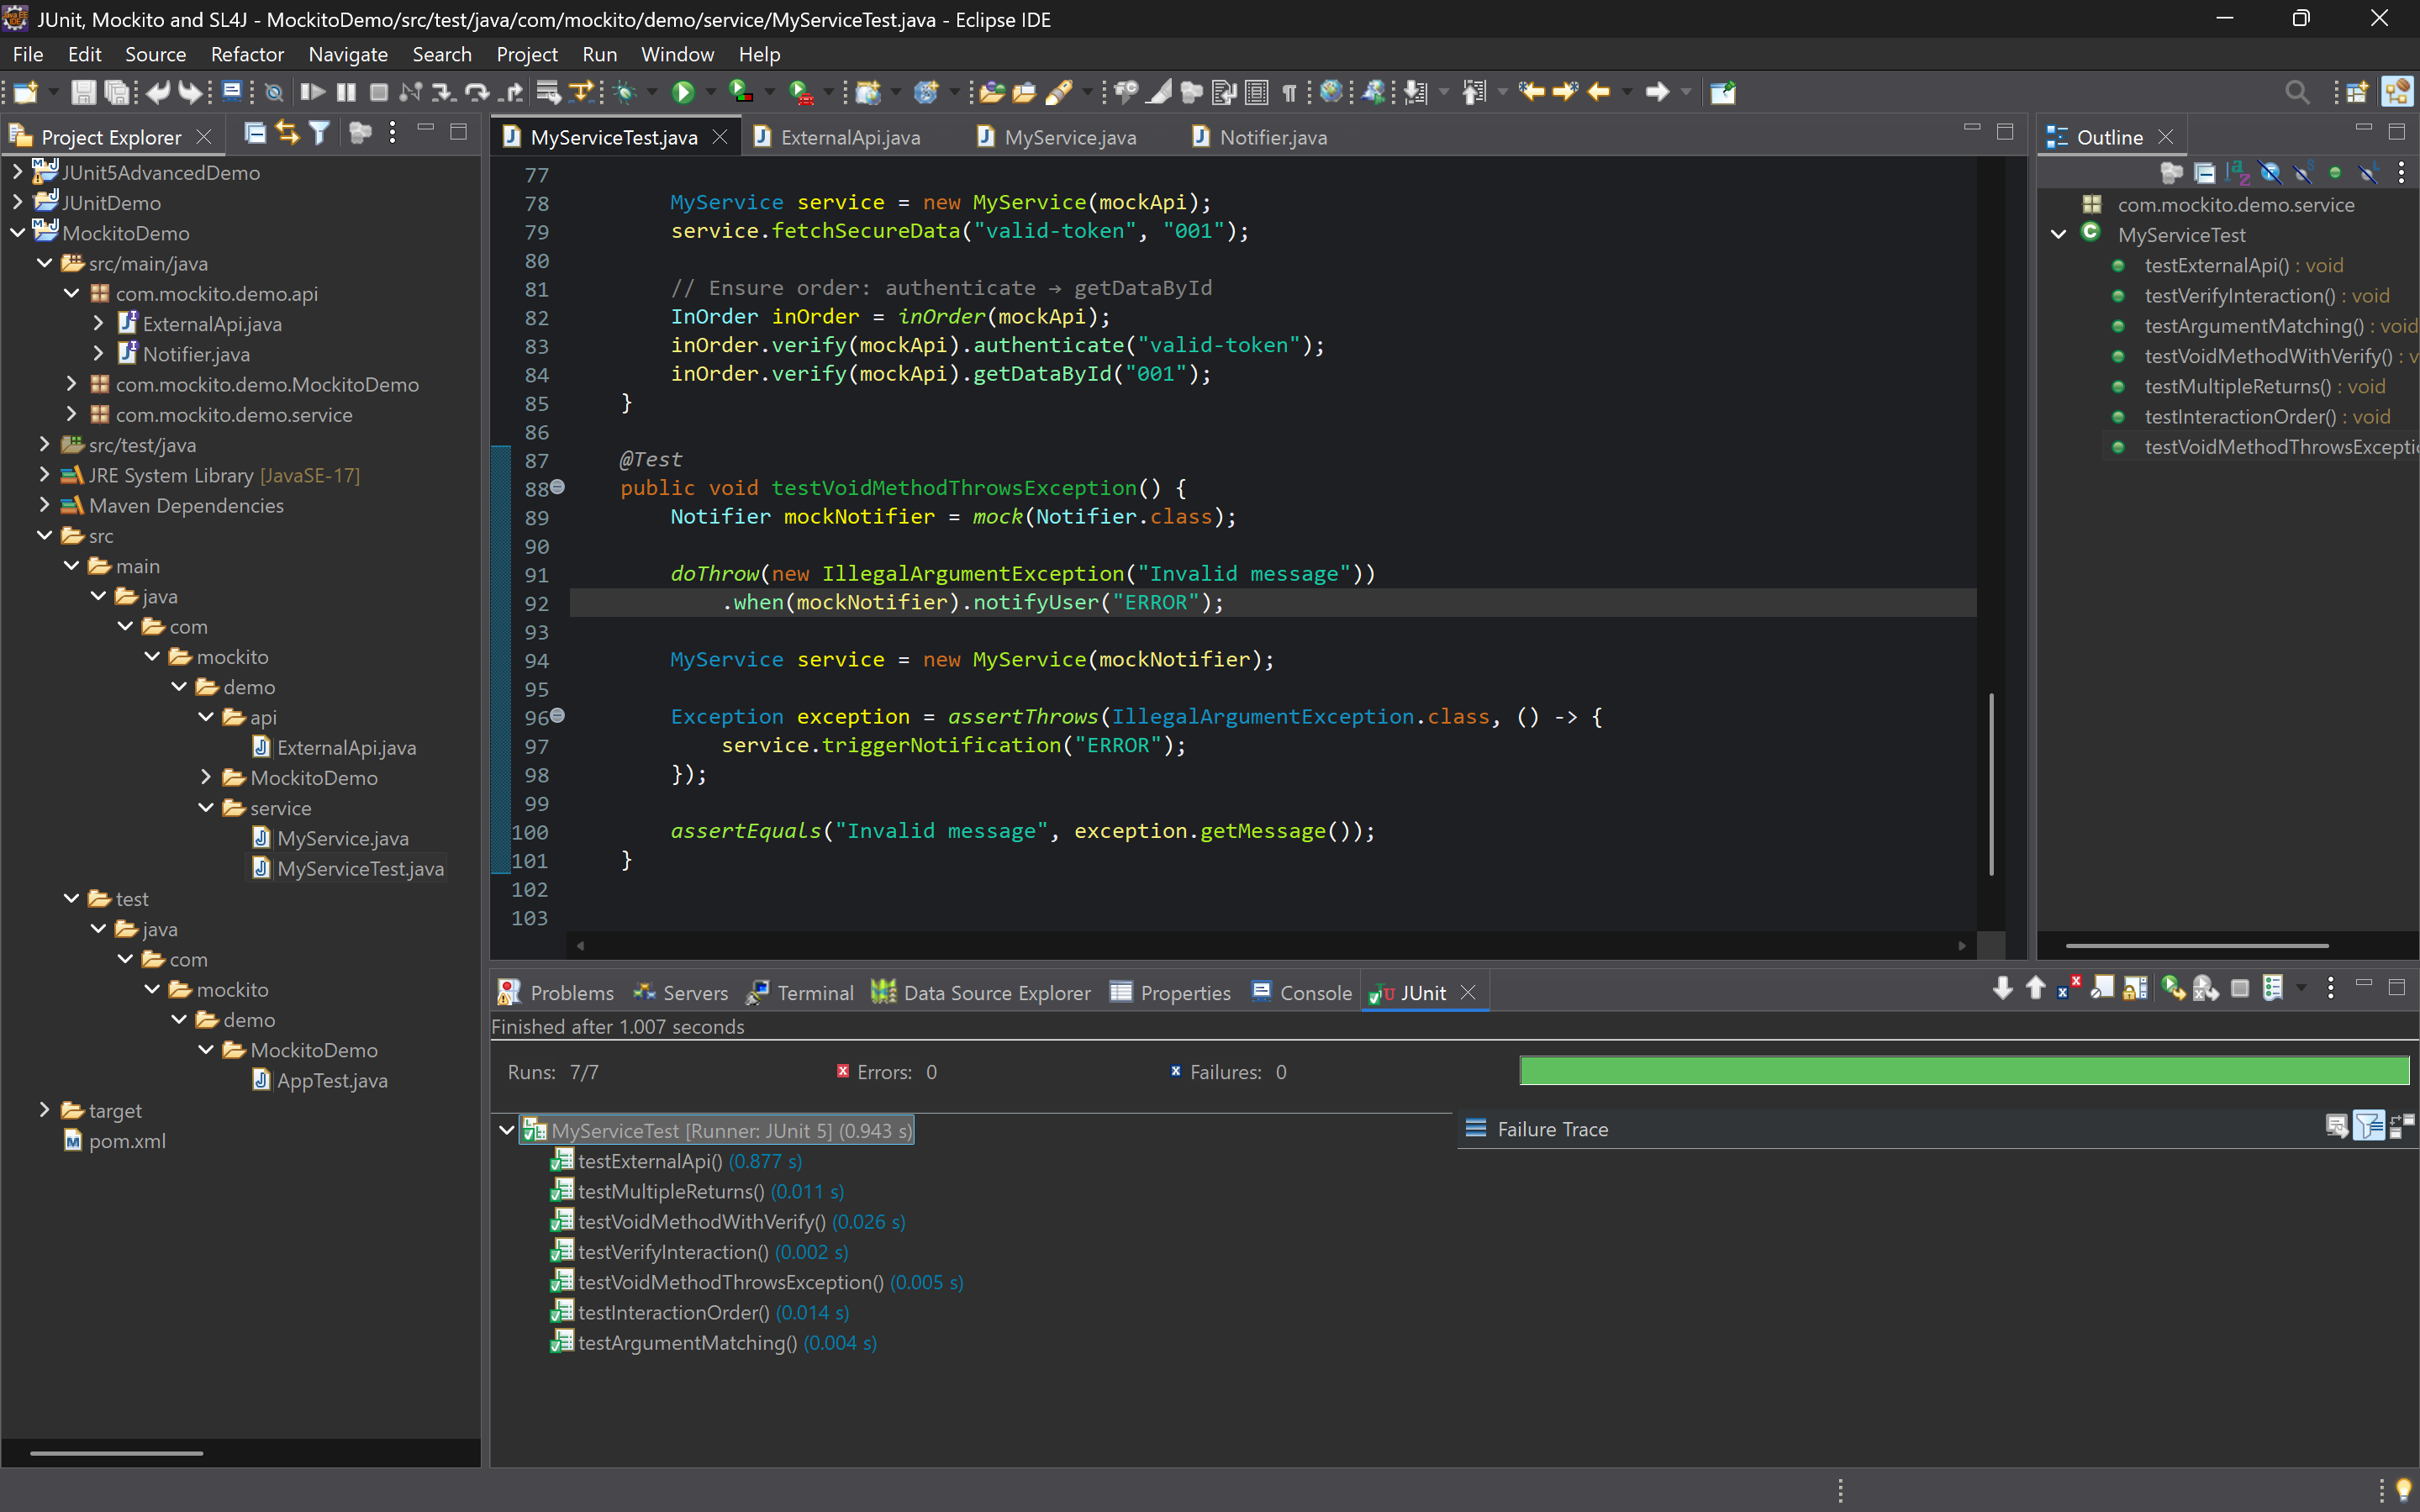 JUnit, Mockito and SL4J - MockitoDemo/src/test/java/com/mockito/demo/service/MyServiceTest.java - Eclipse IDE
File Edit Source Refactor Navigate Search Project Run Window Help
Project Explorer
JUnit5AdvancedDemo
JUnitDemo
MockitoDemo
src/main/java
com.mockito.demo.api
ExternalApi.java
Notifier.java
com.mockito.demo.MockitoDemo
com.mockito.demo.service
src/test/java
JRE System Library [JavaSE-17]
Maven Dependencies
src
main
java
com
mockito
demo
api
ExternalApi.java
MockitoDemo
service
MyService.java
MyServiceTest.java
test
java
com
mockito
demo
MockitoDemo
AppTest.java
target
pom.xml
MyServiceTest.java ExternalApi.java MyService.java Notifier.java
77
78 MyService service = new MyService(mockApi);
79 service.fetchSecureData("valid-token", "001");
80
81 // Ensure order: authenticate → getDataById
82 InOrder inOrder = inOrder(mockApi);
83 inOrder.verify(mockApi).authenticate("valid-token");
84 inOrder.verify(mockApi).getDataById("001");
85 }
86
87 @Test
88 public void testVoidMethodThrowsException() {
89 Notifier mockNotifier = mock(Notifier.class);
90
91 doThrow(new IllegalArgumentException("Invalid message"))
92 .when(mockNotifier).notifyUser("ERROR");
93
94 MyService service = new MyService(mockNotifier);
95
96 Exception exception = assertThrows(IllegalArgumentException.class, () -> {
97 service.triggerNotification("ERROR");
98 });
99
100 assertEquals("Invalid message", exception.getMessage());
101 }
102
103
Outline
com.mockito.demo.service
MyServiceTest
testExternalApi() : void
testVerifyInteraction() : void
testArgumentMatching() : void
testVoidMethodWithVerify() : v
testMultipleReturns() : void
testInteractionOrder() : void
testVoidMethodThrowsExcepti
Problems Servers Terminal Data Source Explorer Properties Console JUnit
Finished after 1.007 seconds
Runs: 7/7 Errors: 0 Failures: 0
MyServiceTest [Runner: JUnit 5] (0.943 s)
testExternalApi() (0.877 s)
testMultipleReturns() (0.011 s)
testVoidMethodWithVerify() (0.026 s)
testVerifyInteraction() (0.002 s)
testVoidMethodThrowsException() (0.005 s)
testInteractionOrder() (0.014 s)
testArgumentMatching() (0.004 s)
Failure Trace